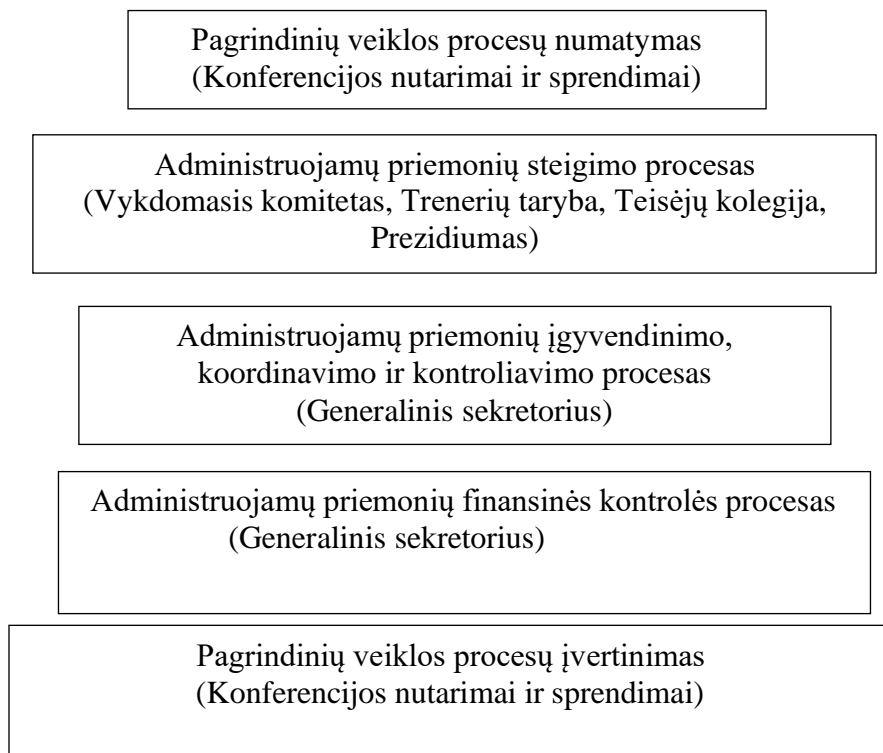 Pagrindinių veiklos procesų numatymas
(Konferencijos nutarimai ir sprendimai)
Administruojamų priemonių steigimo procesas
(Vykdomasis komitetas, Trenerių taryba, Teisėjų kolegija,
Prezidiumas)
Administruojamų priemonių įgyvendinimo,
koordinavimo ir kontroliavimo procesas
(Generalinis sekretorius)
Administruojamų priemonių finansinės kontrolės procesas
(Generalinis sekretorius)
Pagrindinių veiklos procesų įvertinimas
(Konferencijos nutarimai ir sprendimai)